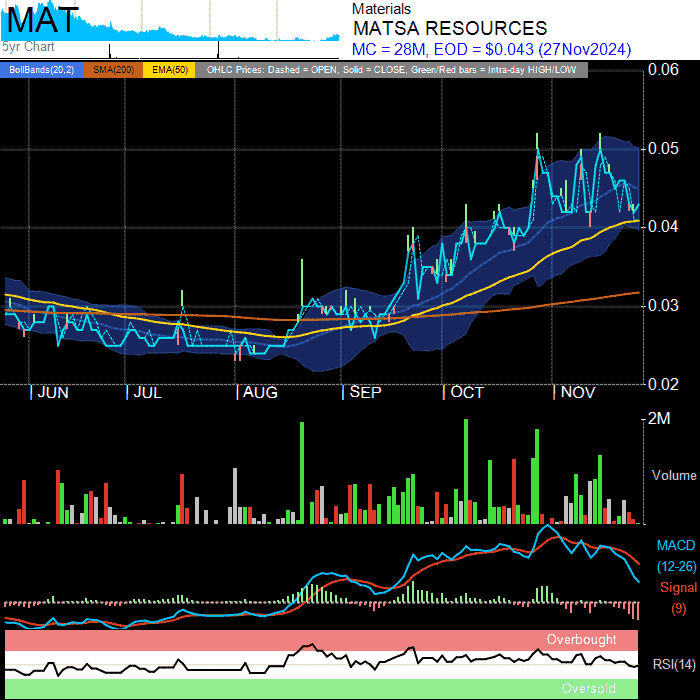 MAT
5yr Chart
Materials
MATSA RESOURCES
MC = 28M, EOD = $0.043 (27Nov2024)
BollBands(20,2) SMA(200) EMA(50) OHLC Prices: Dashed = OPEN, Solid = CLOSE, Green/Red bars = Intra-day HIGH/LOW
0.06
0.05
0.04
0.03
0.02
JUN JUL AUG SEP OCT NOV
2M
Volume
MACD
(12-26)
Signal
(9)
Overbought
RSI(14)
Oversold